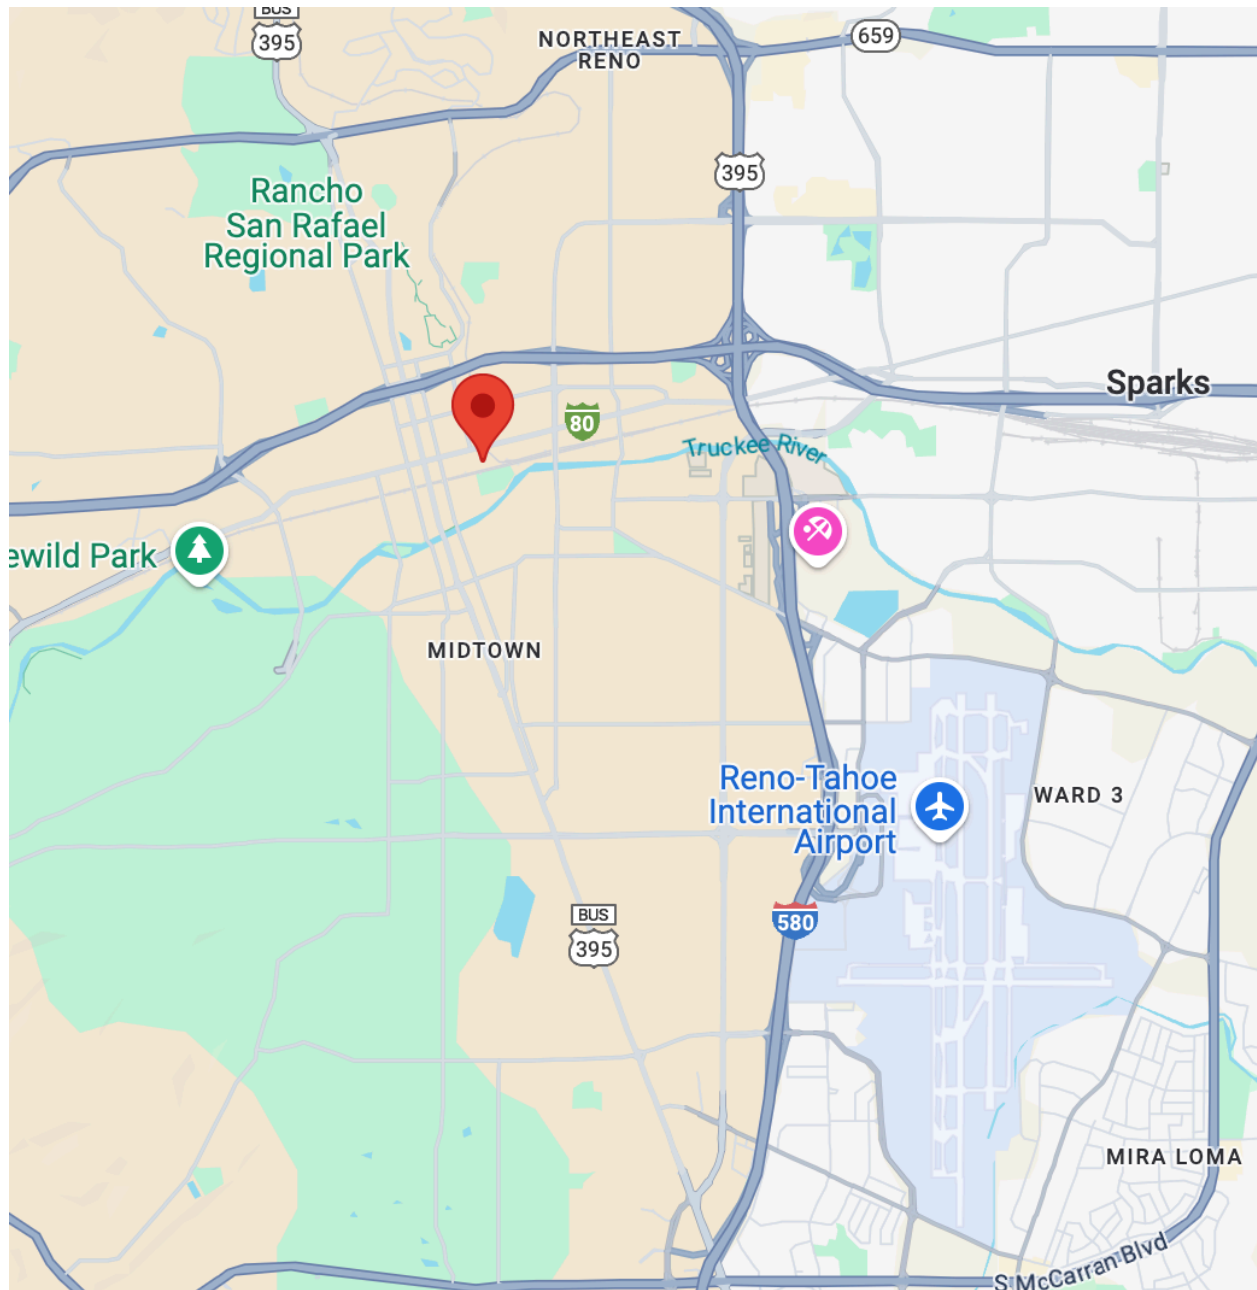 BUS
395
NORTHEAST
RENO
659
395
Rancho
San Rafael
Regional Park
Sparks
80
Truckee River
ewild Park
MIDTOWN
Reno-Tahoe
International
Airport
WARD 3
BUS
395
580
MIRA LOMA
S McCarran Blvd